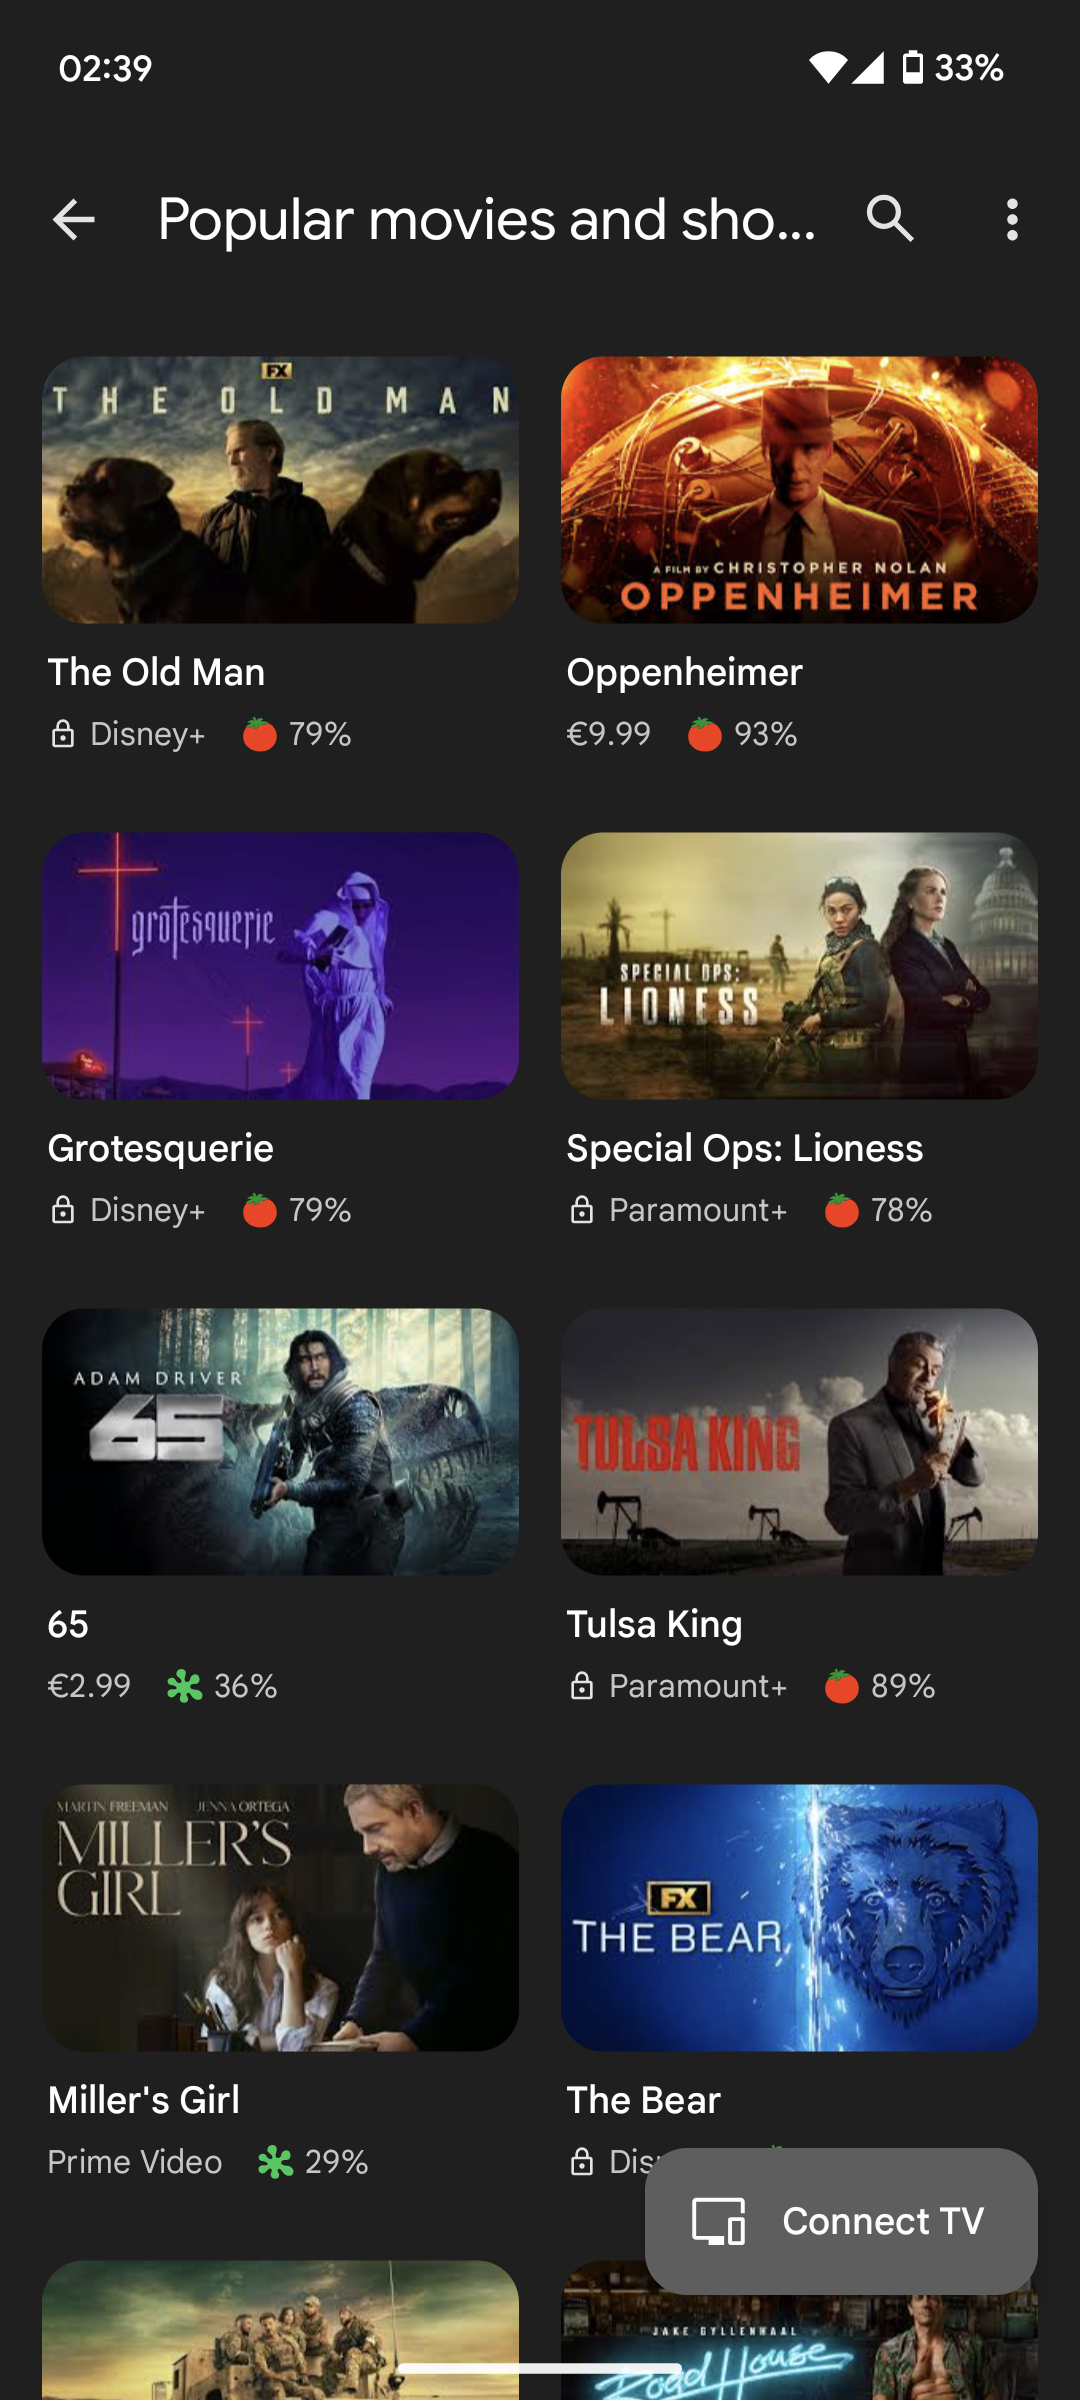 02:39
33%
Popular movies and sho...
FX
THE OLD MAN
A FILM BY CHRISTOPHER NOLAN
OPPENHEIMER
The Old Man
Disney+ 79%
Oppenheimer
€9.99 93%
grotesquerie
SPECIAL OPS:
LIONESS
Grotesquerie
Disney+ 79%
Special Ops: Lioness
Paramount+ 78%
ADAM DRIVER
65
TULSA KING
65
€2.99 36%
Tulsa King
Paramount+ 89%
MARTIN FREEMAN JENNA ORTEGA
MILLER'S
GIRL
FX
THE BEAR
Miller's Girl
Prime Video 29%
The Bear
Dis
Connect TV
JAKE GYLLENHAAL
Road House